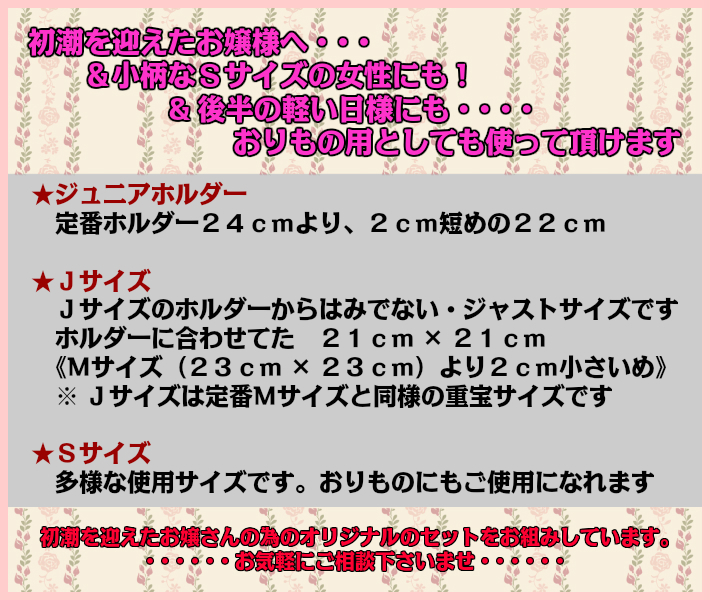 初潮を迎えたお嬢様へ・・・
＆小柄なＳサイズの女性にも！
＆ 後半の軽い日様にも・・・・
おりもの用としても使って頂けます
★ジュニアホルダー
定番ホルダー２４ｃｍより、２ｃｍ短めの２２ｃｍ
★Ｊサイズ
Ｊサイズのホルダーからはみでない・ジャストサイズです
ホルダーに合わせてた　２１ｃｍ × ２１ｃｍ
《Ｍサイズ（２３ｃｍ × ２３ｃｍ）より２ｃｍ小さいめ》
※ Ｊサイズは定番Ｍサイズと同様の重宝サイズです
★Ｓサイズ
多様な使用サイズです。おりものにもご使用になれます
初潮を迎えたお嬢さんの為のオリジナルのセットをお組みしています。
・・・・・・お気軽にご相談下さいませ・・・・・・